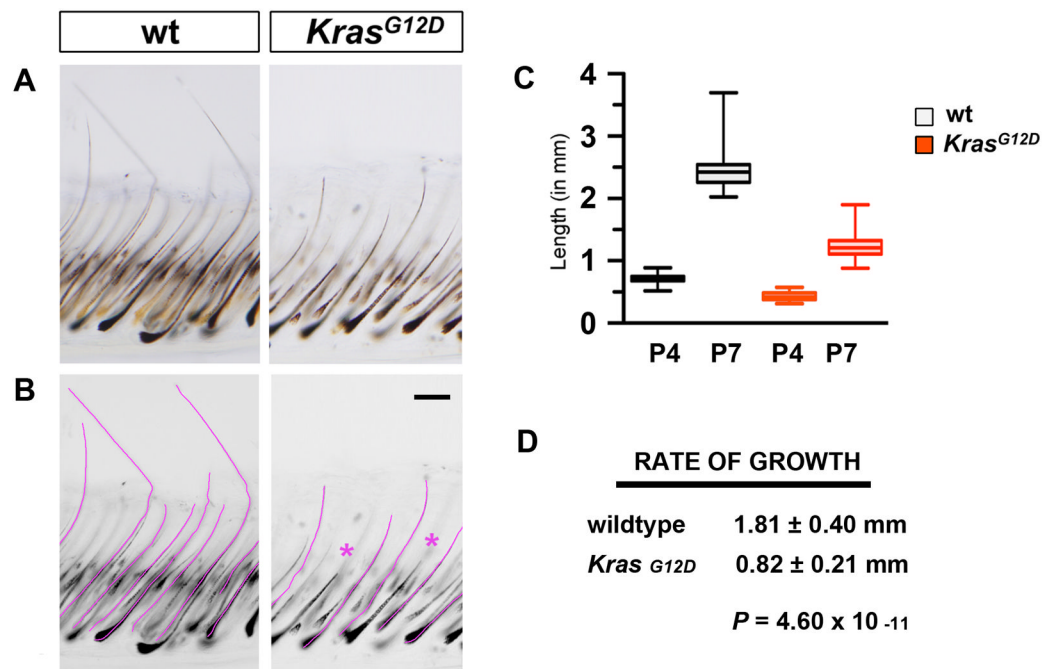 wt
Kras G12D
A
B
*
*
C
4
3
2
1
0
Length (in mm)
P4
P7
P4
P7
wt
Kras G12D
D
RATE OF GROWTH
wildtype 1.81 ± 0.40 mm
Kras G12D 0.82 ± 0.21 mm
P = 4.60 x 10 -11